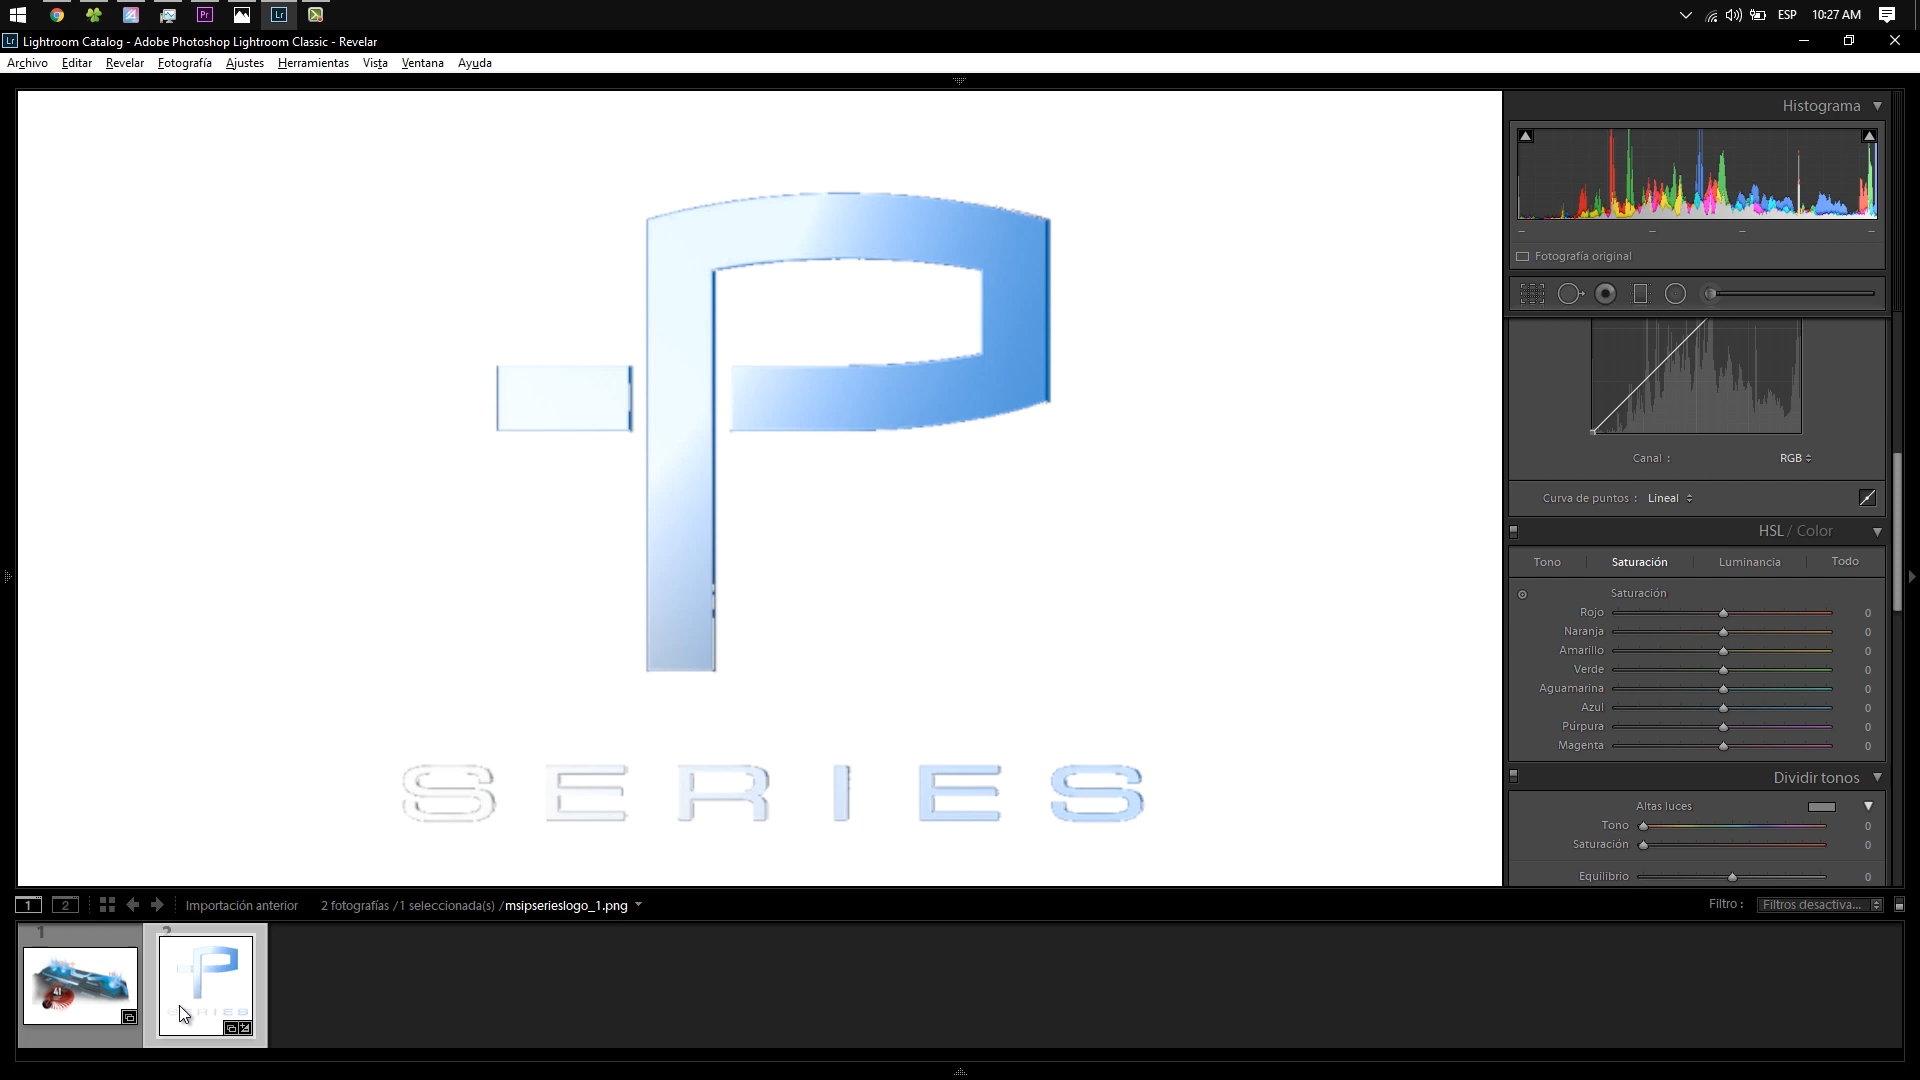 ESP 10:27 AM
Lightroom Catalog - Adobe Photoshop Lightroom Classic - Revelar
Archivo Editar Revelar Fotografía Ajustes Herramientas Vista Ventana Ayuda
Histograma
Fotografía original
Canal : RGB
Curva de puntos : Lineal
HSL / Color
Tono Saturación Luminancia Todo
Saturación
Rojo 0
Naranja 0
Amarillo 0
Verde 0
Aguamarina 0
Azul 0
Púrpura 0
Magenta 0
Dividir tonos
Altas luces
Tono 0
Saturación 0
Equilibrio 0
P
SERIES
1 2 Importación anterior 2 fotografías /1 seleccionada(s) /msipserieslogo_1.png Filtro : Filtros desactiva...
1
41
2
P
SERIES